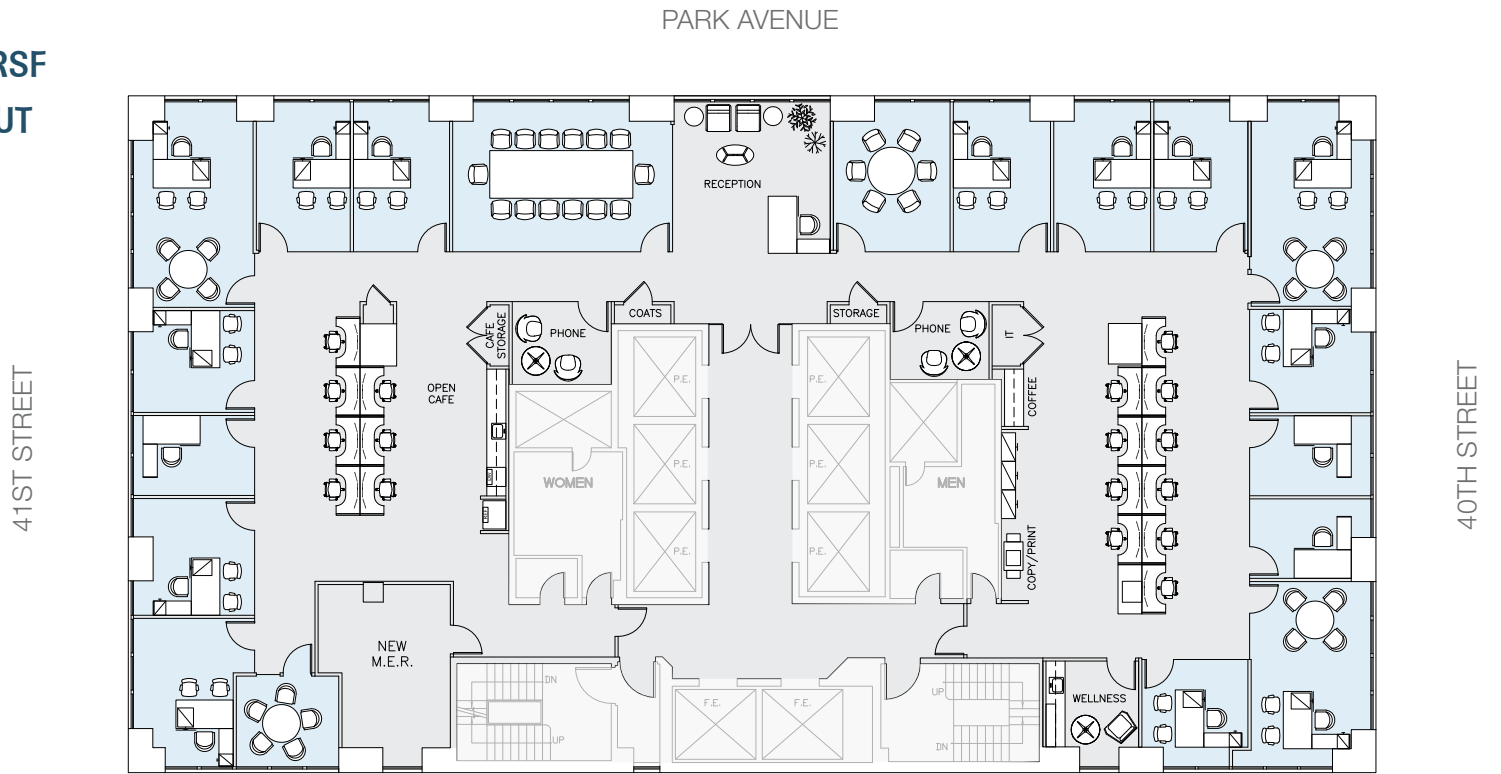 PARK AVENUE
RSF
UT
RECEPTION
COATS
STORAGE
CAFE
STORAGE
PHONE
PHONE
IT
P.E.
P.E.
OPEN
CAFE
COFFEE
41ST STREET
40TH STREET
WOMEN
P.E.
P.E.
MEN
P.E.
P.E.
COPY/PRINT
NEW
M.E.R.
DN
UP
F.E.
F.E.
UP
DN
WELLNESS